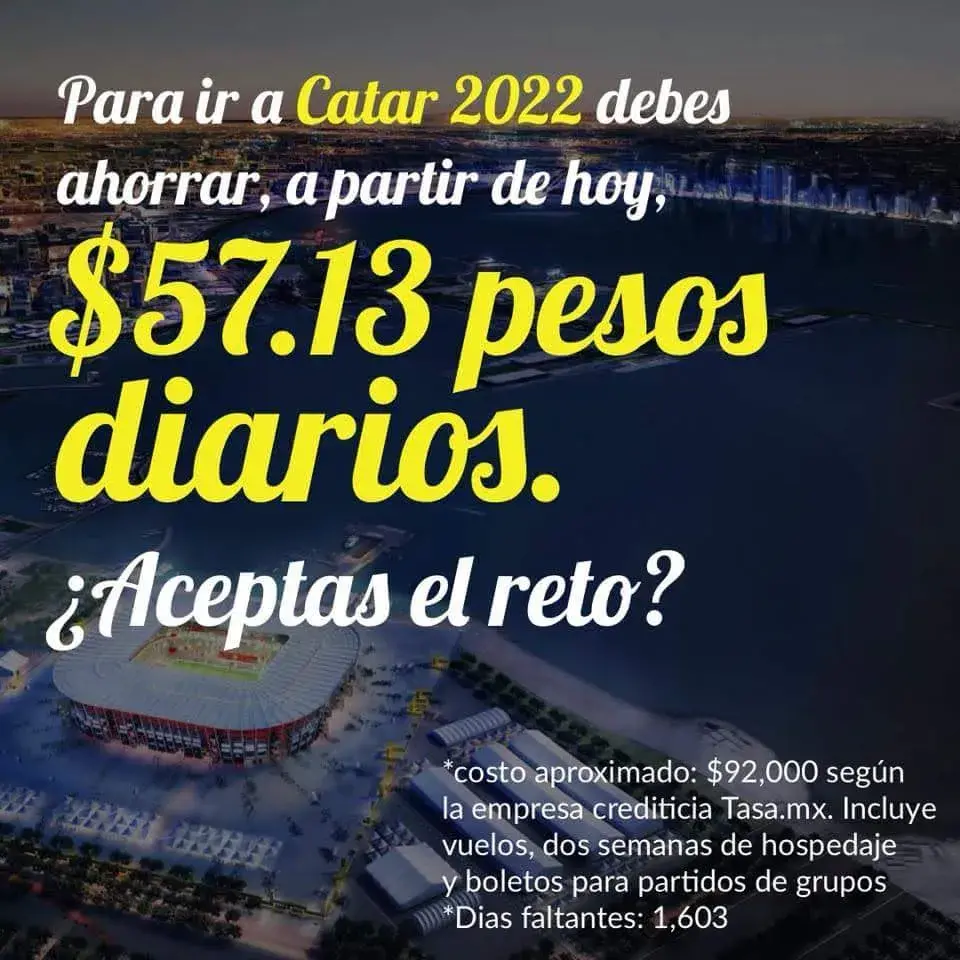 Para ir a Catar 2022 debes
ahorrar, a partir de hoy,
$57.13 pesos
diarios.
¿Aceptas el reto?
*costo aproximado: $92,000 según
la empresa crediticia Tasa.mx. Incluye
vuelos, dos semanas de hospedaje
y boletos para partidos de grupos
*Dias faltantes: 1,603